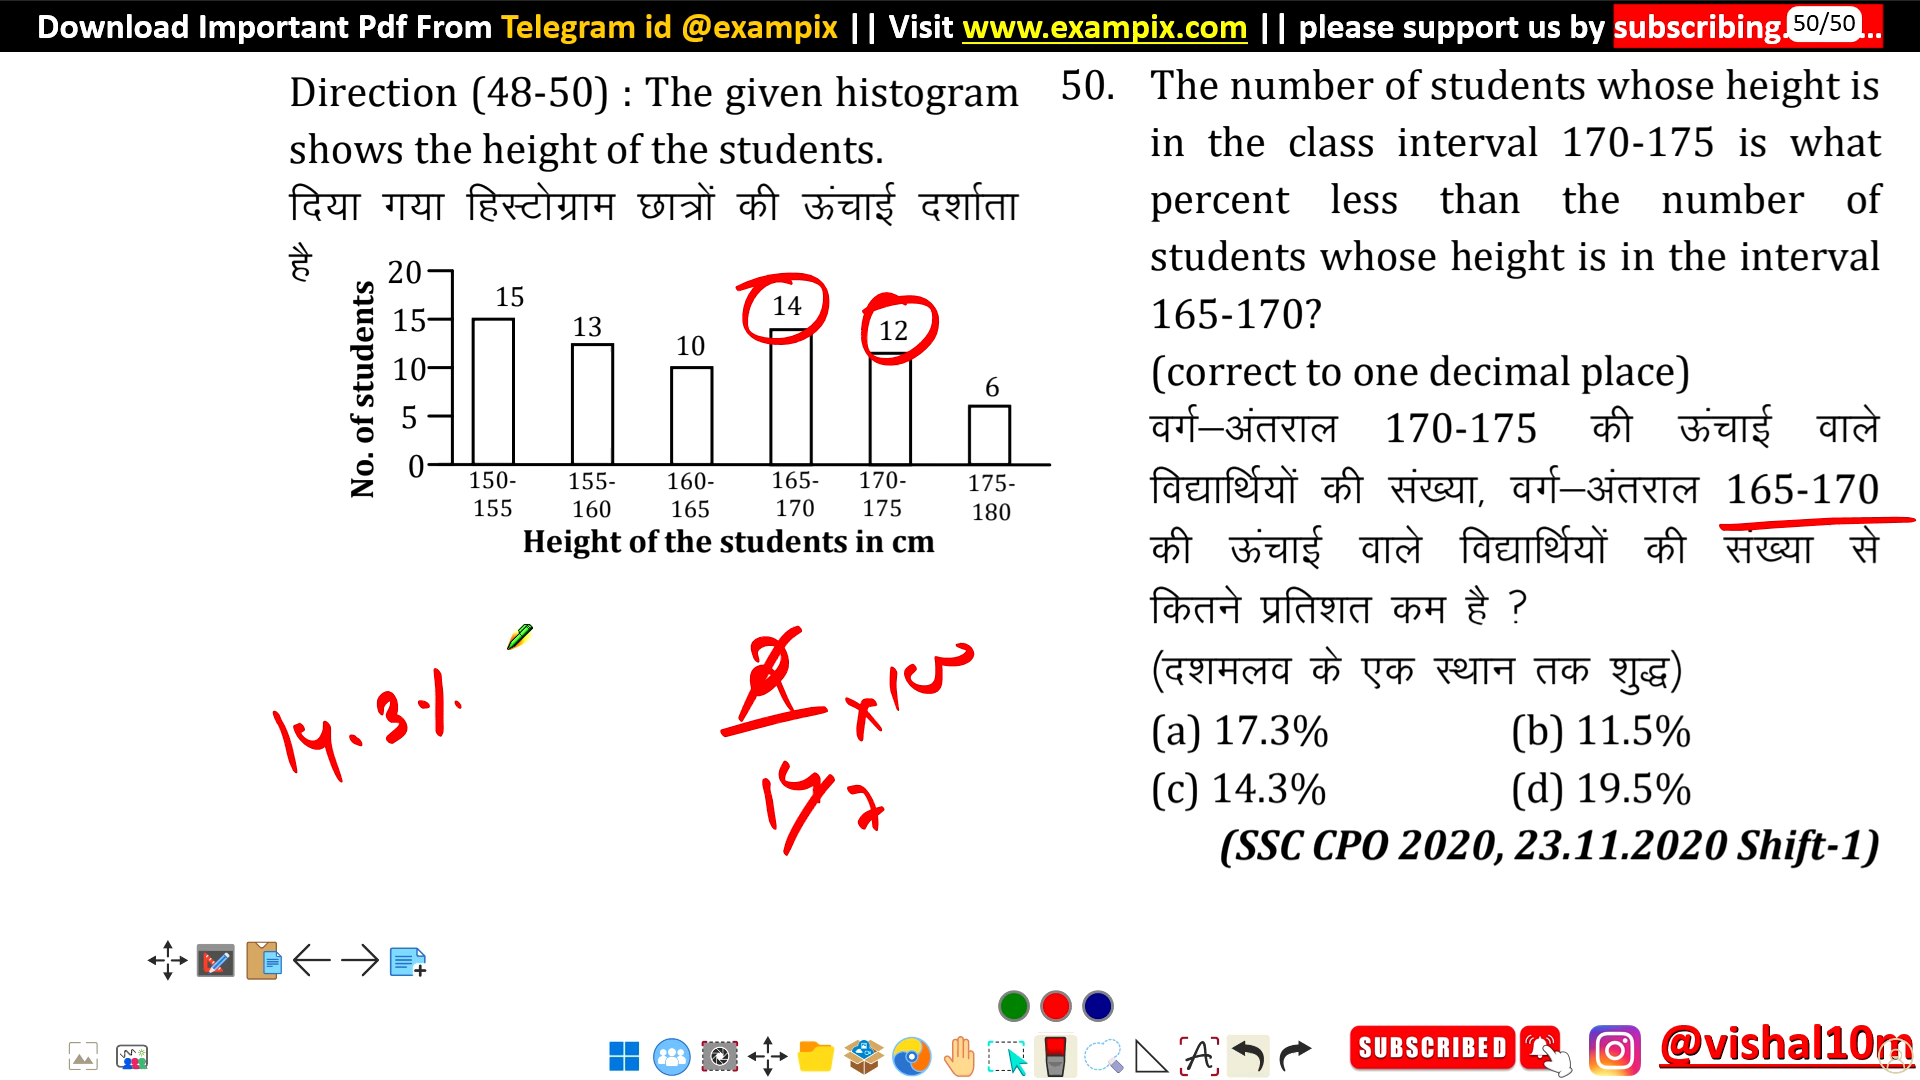 Download Important Pdf From Telegram id @exampix || Visit www.exampix.com || please support us by subscribing... 50/50
Direction (48-50) : The given histogram
shows the height of the students.
दिया गया हिस्टोग्राम छात्रों की ऊंचाई दर्शाता
है
No. of students
20
15
10
5
0
15
13
10
14
12
6
150-
155
155-
160
160-
165
165-
170
170-
175
175-
180
Height of the students in cm
14.3%
2
× 100
14 7
50. The number of students whose height is
in the class interval 170-175 is what
percent less than the number of
students whose height is in the interval
165-170?
(correct to one decimal place)
वर्ग–अंतराल 170-175 की ऊंचाई वाले
विद्यार्थियों की संख्या, वर्ग–अंतराल 165-170
की ऊंचाई वाले विद्यार्थियों की संख्या से
कितने प्रतिशत कम है ?
(दशमलव के एक स्थान तक शुद्ध)
(a) 17.3% (b) 11.5%
(c) 14.3% (d) 19.5%
(SSC CPO 2020, 23.11.2020 Shift-1)
SUBSCRIBED